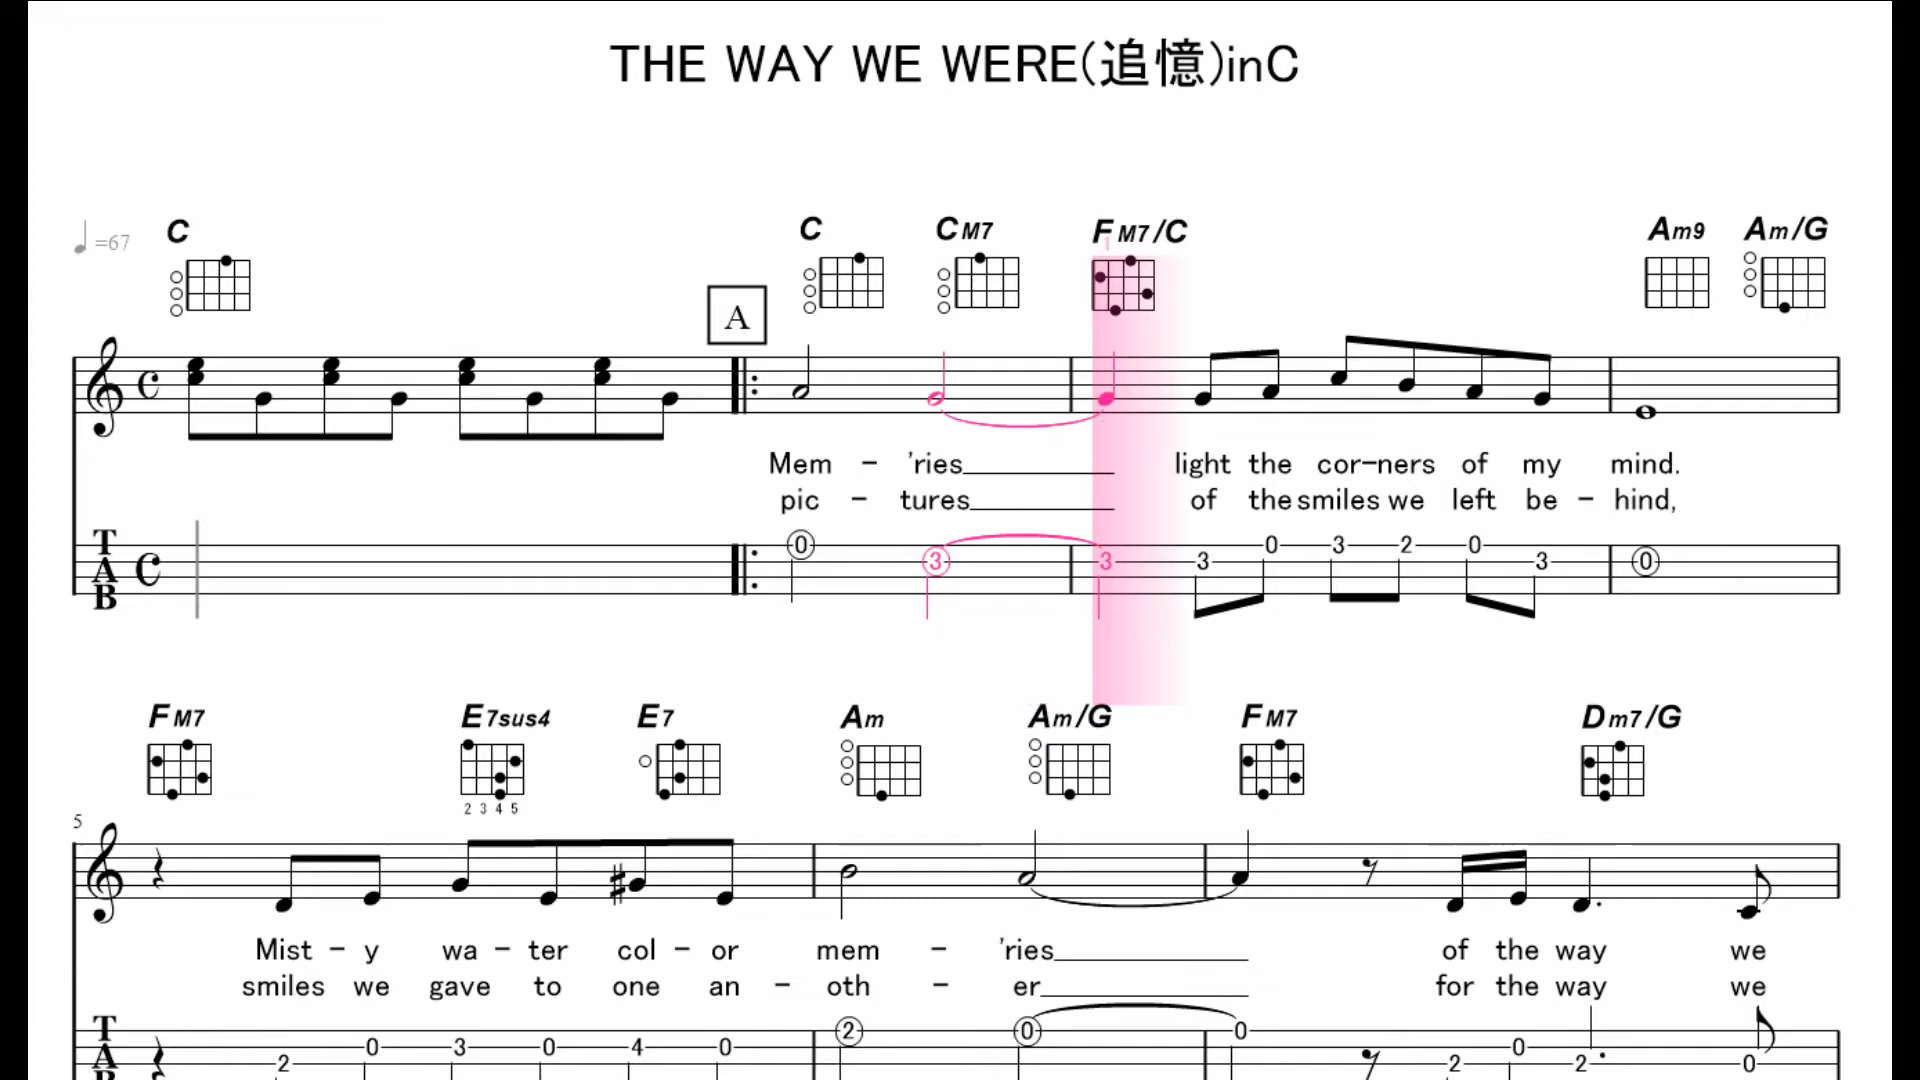 THE WAY WE WERE(追憶)inC
=67 C C CM7 FM7/C Am9 Am/G
A
Mem - 'ries light the cor-ners of my mind.
pic - tures of the smiles we left be - hind,
T 0 3 3 3 0 3 2 0 3 0
A
B
FM7 E7sus4 E7 Am Am/G FM7 Dm7/G
2 3 4 5
5
Mist - y wa - ter col - or mem - 'ries of the way we
smiles we gave to one an - oth - er for the way we
T 2 0 3 0 4 0 2 0 0 2 0 2 0
A
B